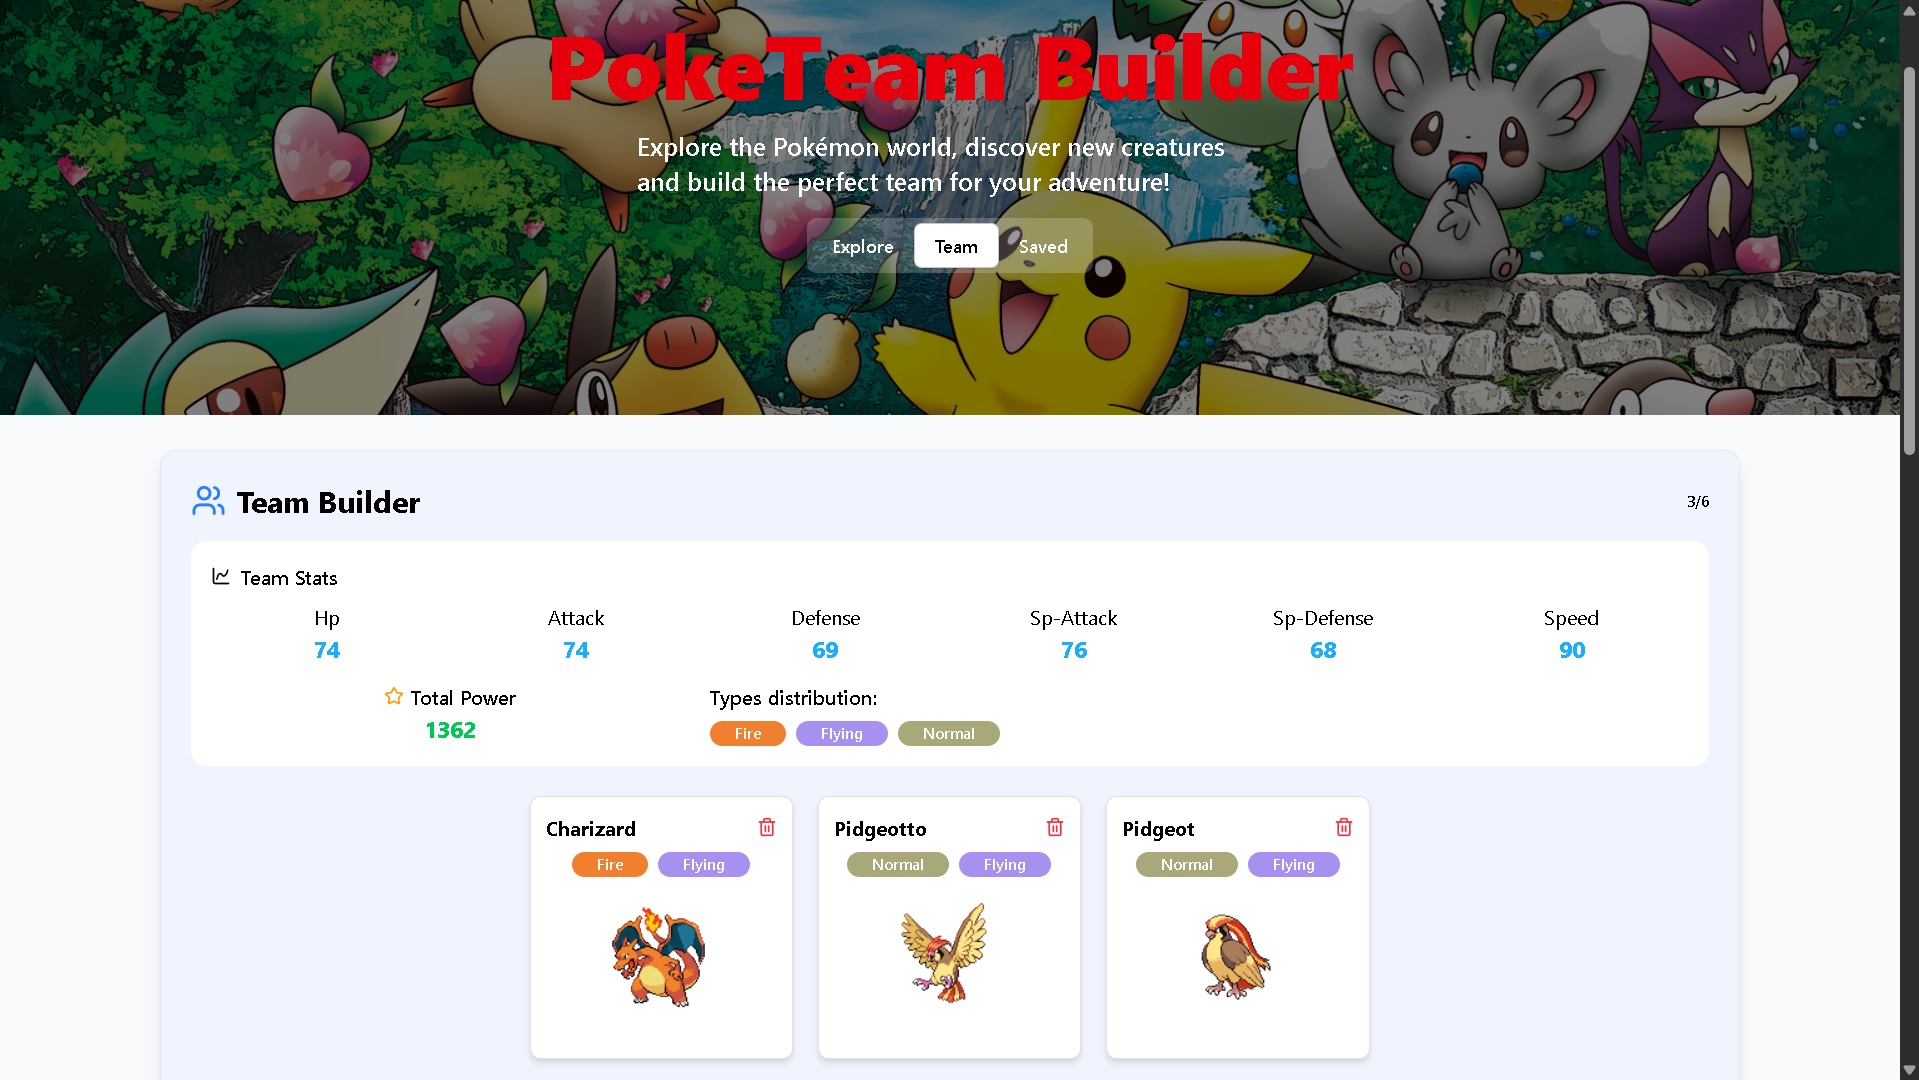 PokeTeam Builder
Explore the Pokémon world, discover new creatures
and build the perfect team for your adventure!
Explore Team Saved
Team Builder 3/6
Team Stats
Hp Attack Defense Sp-Attack Sp-Defense Speed
74 74 69 76 68 90
Total Power Types distribution:
1362 Fire Flying Normal
Charizard Pidgeotto Pidgeot
Fire Flying Normal Flying Normal Flying